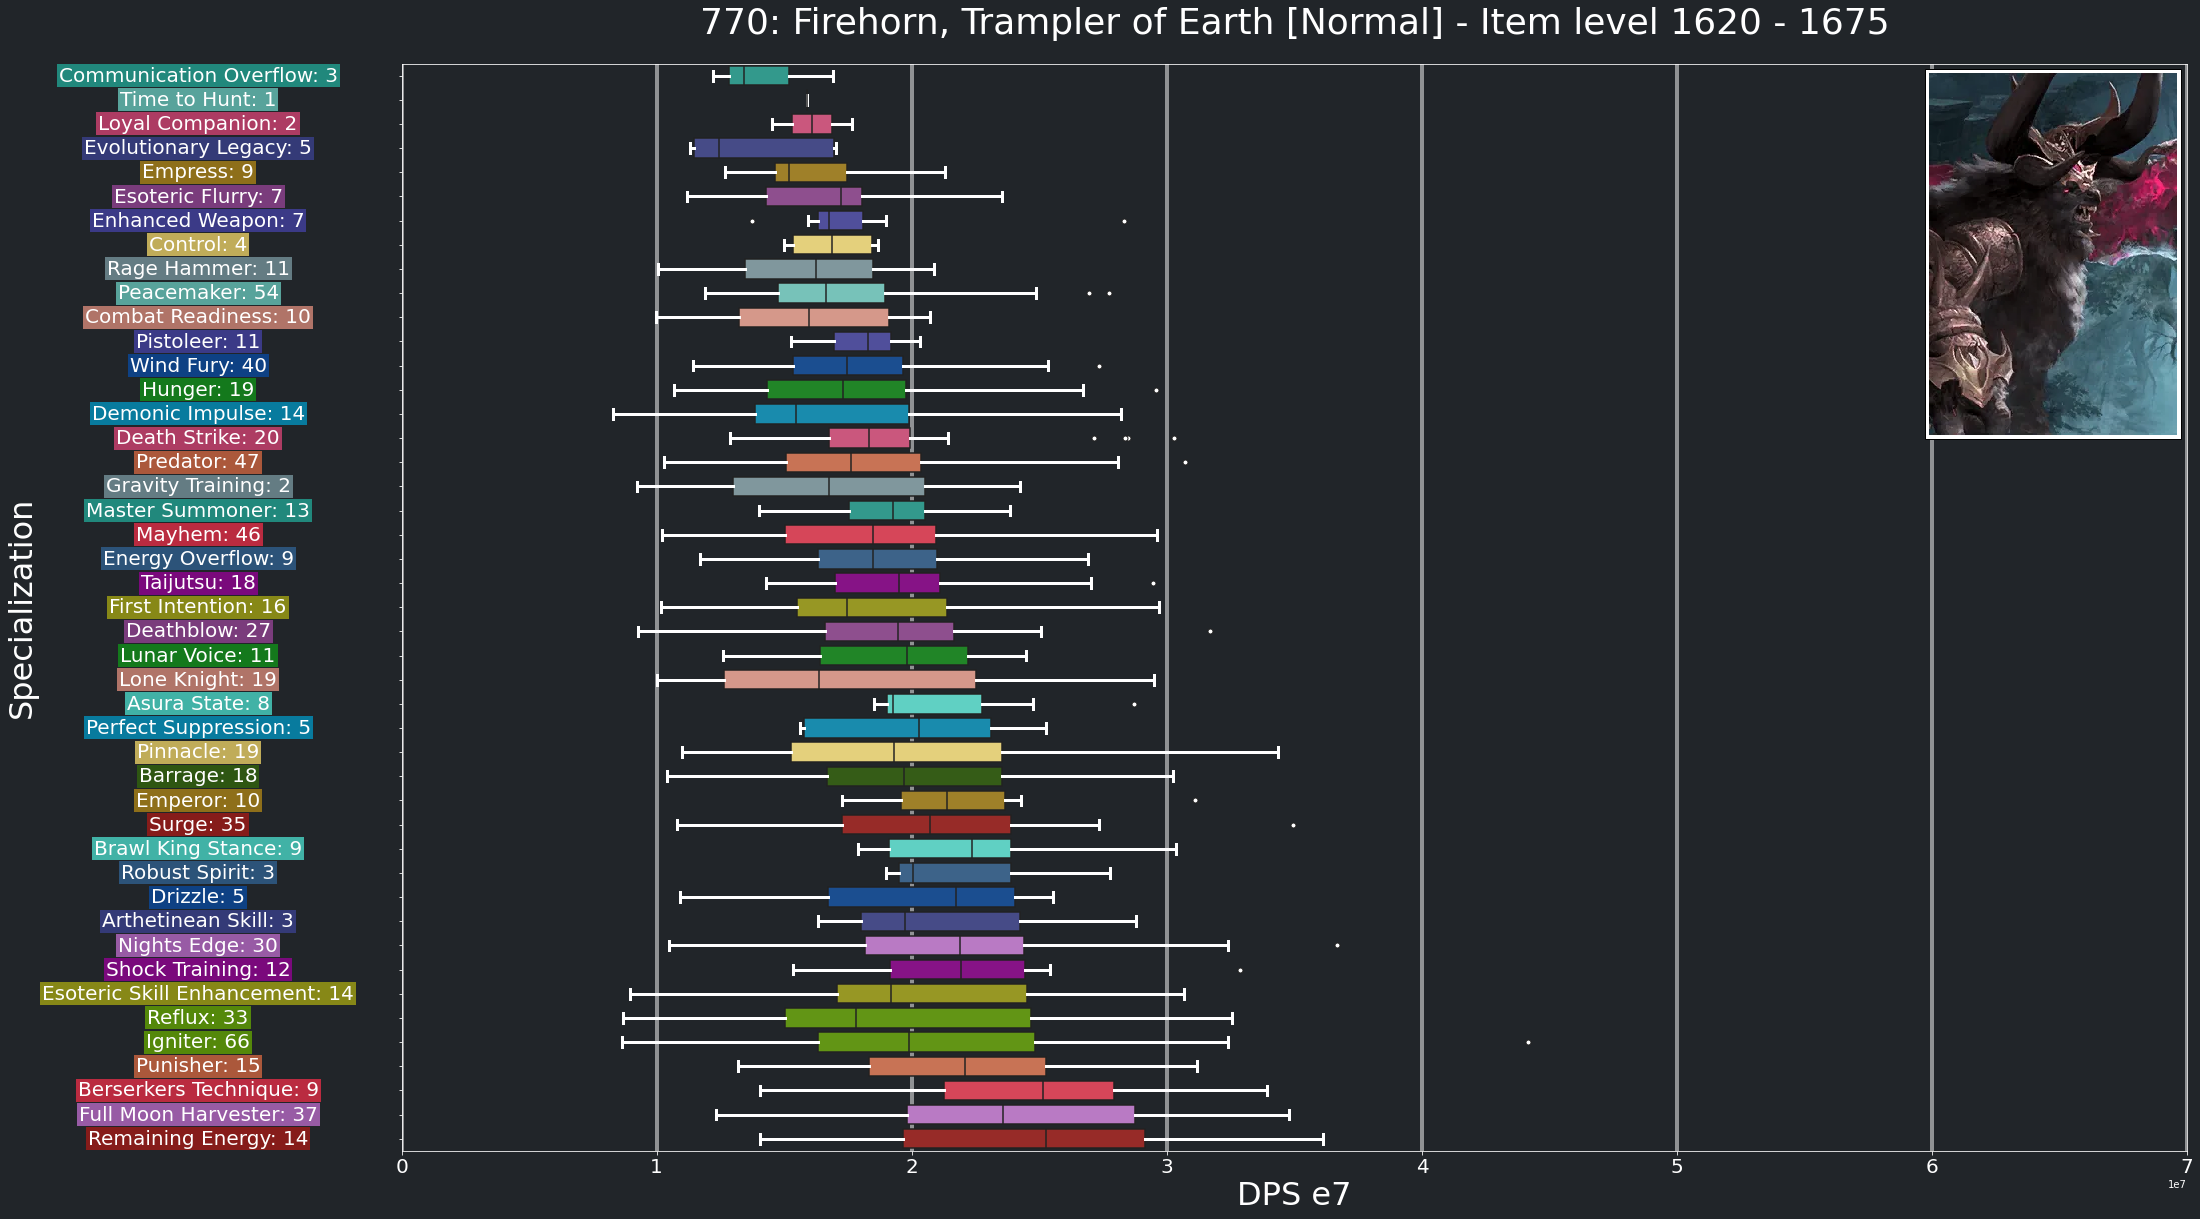 770: Firehorn, Trampler of Earth [Normal] - Item level 1620 - 1675
Communication Overflow: 3
Time to Hunt: 1
Loyal Companion: 2
Evolutionary Legacy: 5
Empress: 9
Esoteric Flurry: 7
Enhanced Weapon: 7
Control: 4
Rage Hammer: 11
Peacemaker: 54
Combat Readiness: 10
Pistoleer: 11
Wind Fury: 40
Hunger: 19
Demonic Impulse: 14
Death Strike: 20
Predator: 47
Gravity Training: 2
Master Summoner: 13
Mayhem: 46
Energy Overflow: 9
Taijutsu: 18
First Intention: 16
Deathblow: 27
Lunar Voice: 11
Lone Knight: 19
Asura State: 8
Perfect Suppression: 5
Pinnacle: 19
Barrage: 18
Emperor: 10
Surge: 35
Brawl King Stance: 9
Robust Spirit: 3
Drizzle: 5
Arthetinean Skill: 3
Nights Edge: 30
Shock Training: 12
Esoteric Skill Enhancement: 14
Reflux: 33
Igniter: 66
Punisher: 15
Berserkers Technique: 9
Full Moon Harvester: 37
Remaining Energy: 14
Specialization
0 1 2 3 4 5 6 7
1e7
DPS e7